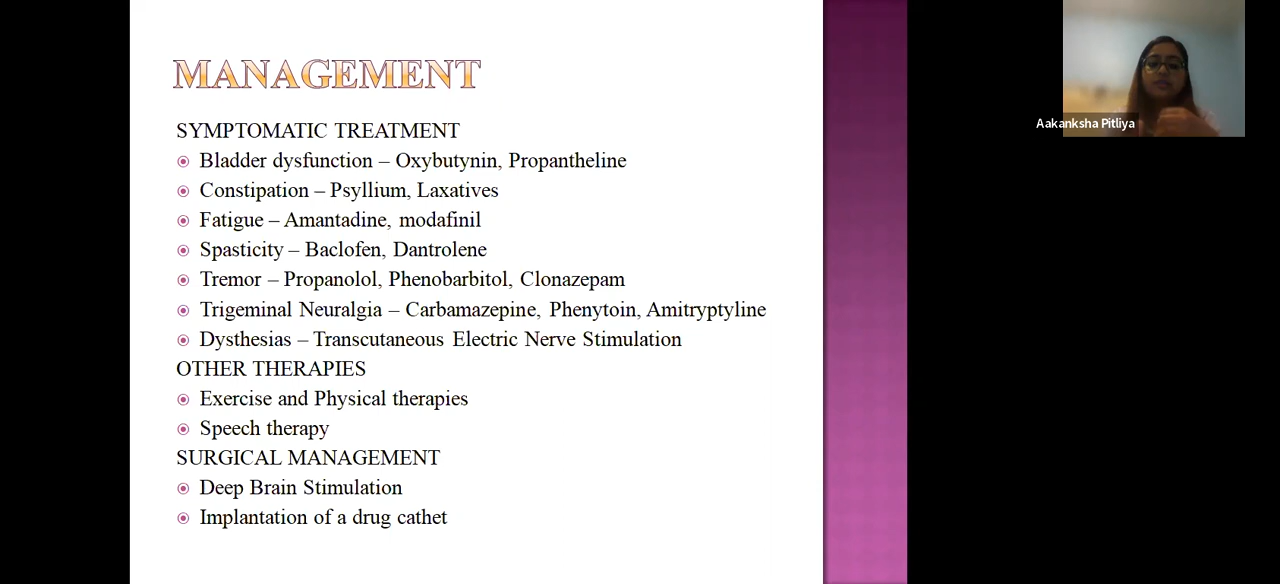 MANAGEMENT
SYMPTOMATIC TREATMENT
Bladder dysfunction – Oxybutynin, Propantheline
Constipation – Psyllium, Laxatives
Fatigue – Amantadine, modafinil
Spasticity – Baclofen, Dantrolene
Tremor – Propanolol, Phenobarbitol, Clonazepam
Trigeminal Neuralgia – Carbamazepine, Phenytoin, Amitryptyline
Dysthesias – Transcutaneous Electric Nerve Stimulation
OTHER THERAPIES
Exercise and Physical therapies
Speech therapy
SURGICAL MANAGEMENT
Deep Brain Stimulation
Implantation of a drug cathet
Aakanksha Pitliya